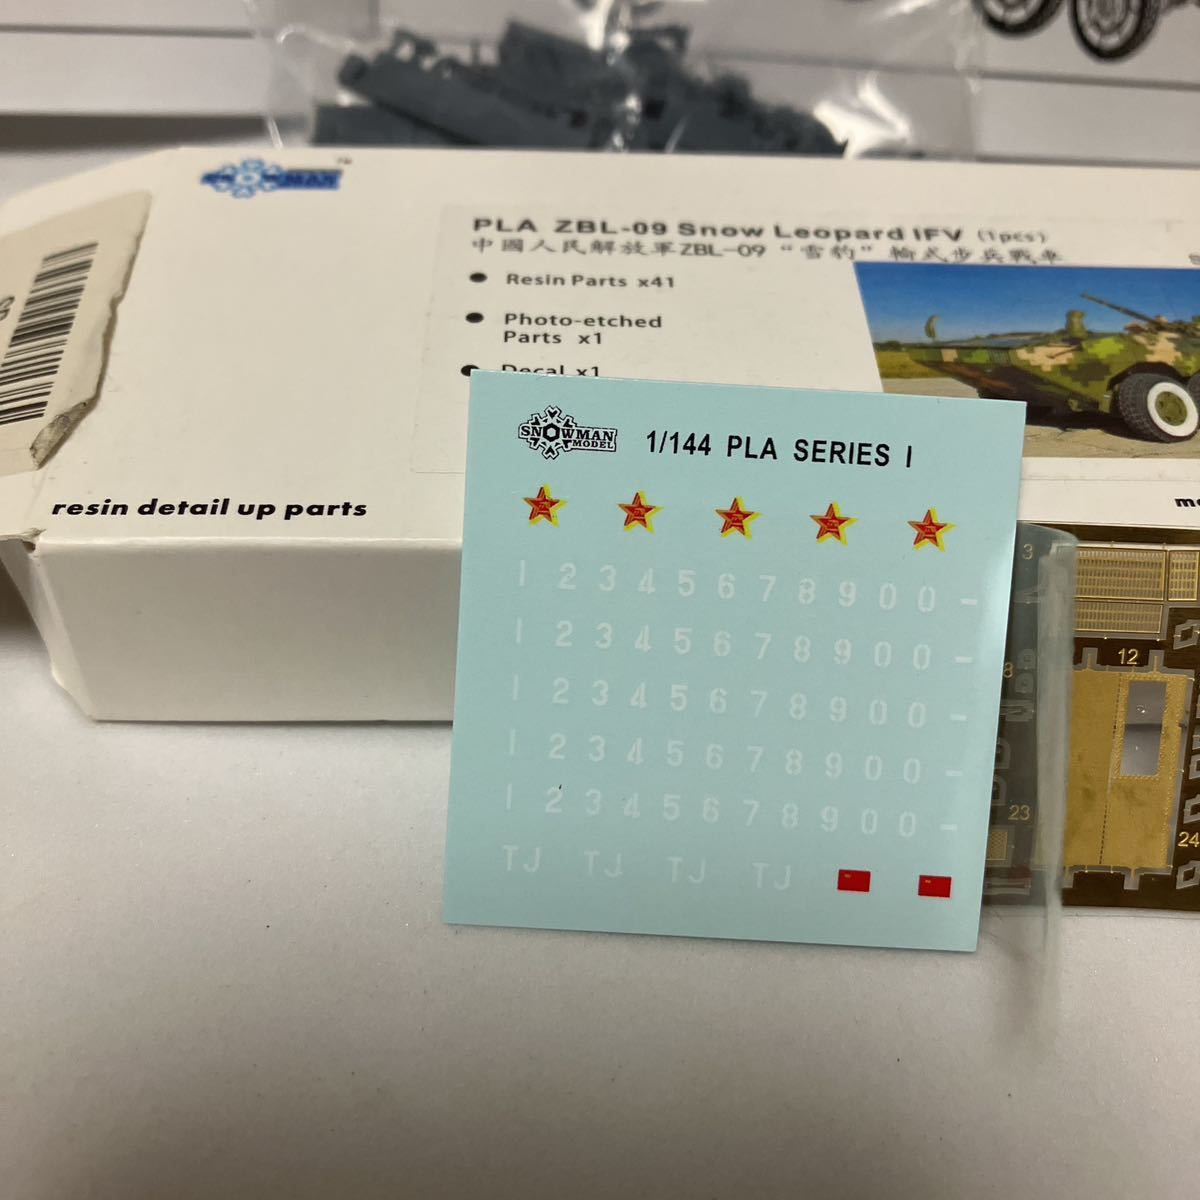 SNOWMAN
PLA ZBL-09 Snow Leopard IFV (1pcs)
中國人民解放軍ZBL-09 “雪豹” 輪式步兵戰車
Resin Parts x41
Photo-etched
Parts x1
Decal x1
resin detail up parts
SNOWMAN
MODEL
1/144 PLA SERIES I
1 2 3 4 5 6 7 8 9 0 0 -
1 2 3 4 5 6 7 8 9 0 0 -
1 2 3 4 5 6 7 8 9 0 0 -
1 2 3 4 5 6 7 8 9 0 0 -
1 2 3 4 5 6 7 8 9 0 0 -
TJ TJ TJ TJ
3
12
23
24